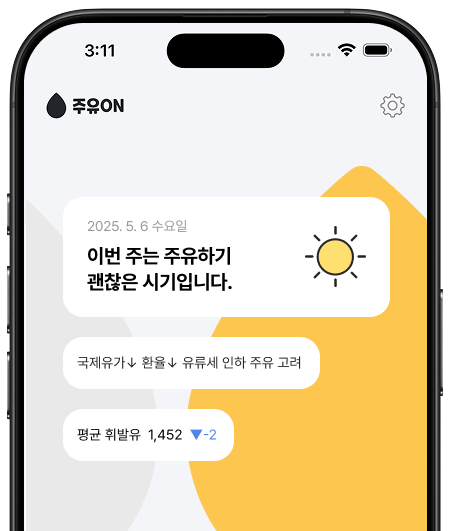 3:11
주유ON
2025. 5. 6 수요일
이번 주는 주유하기
괜찮은 시기입니다.
국제유가↓ 환율↓ 유류세 인하 주유 고려
평균 휘발유 1,452 ▼-2